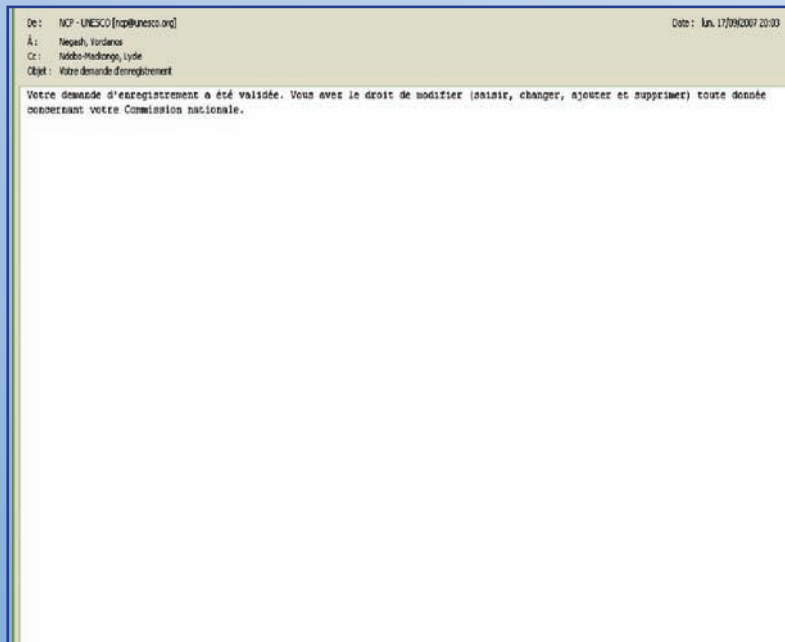 De : NCP - UNESCO [ncp@unesco.org] Date : lun. 17/09/2007 20:03
À : Negash, Yordanos
Cc : Ndobo-Mackongo, Lydie
Objet : Votre demande d'enregistrement
Votre demande d'enregistrement a été validée. Vous avez le droit de modifier (saisir, changer, ajouter et supprimer) toute donnée
concernant votre Commission nationale.